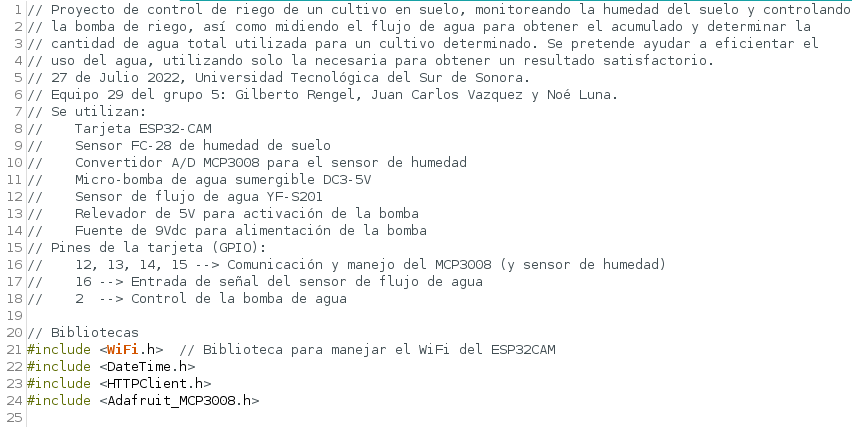 1 // Proyecto de control de riego de un cultivo en suelo, monitoreando la humedad del suelo y controlando
2 // la bomba de riego, así como midiendo el flujo de agua para obtener el acumulado y determinar la
3 // cantidad de agua total utilizada para un cultivo determinado. Se pretende ayudar a eficientar el
4 // uso del agua, utilizando solo la necesaria para obtener un resultado satisfactorio.
5 // 27 de Julio 2022, Universidad Tecnológica del Sur de Sonora.
6 // Equipo 29 del grupo 5: Gilberto Rengel, Juan Carlos Vazquez y Noé Luna.
7 // Se utilizan:
8 //    Tarjeta ESP32-CAM
9 //    Sensor FC-28 de humedad de suelo
10 //    Convertidor A/D MCP3008 para el sensor de humedad
11 //    Micro-bomba de agua sumergible DC3-5V
12 //    Sensor de flujo de agua YF-S201
13 //    Relevador de 5V para activación de la bomba
14 //    Fuente de 9Vdc para alimentación de la bomba
15 // Pines de la tarjeta (GPIO):
16 //    12, 13, 14, 15 --> Comunicación y manejo del MCP3008 (y sensor de humedad)
17 //    16 --> Entrada de señal del sensor de flujo de agua
18 //    2  --> Control de la bomba de agua
19
20 // Bibliotecas
21 #include <WiFi.h>  // Biblioteca para manejar el WiFi del ESP32CAM
22 #include <DateTime.h>
23 #include <HTTPClient.h>
24 #include <Adafruit_MCP3008.h>
25